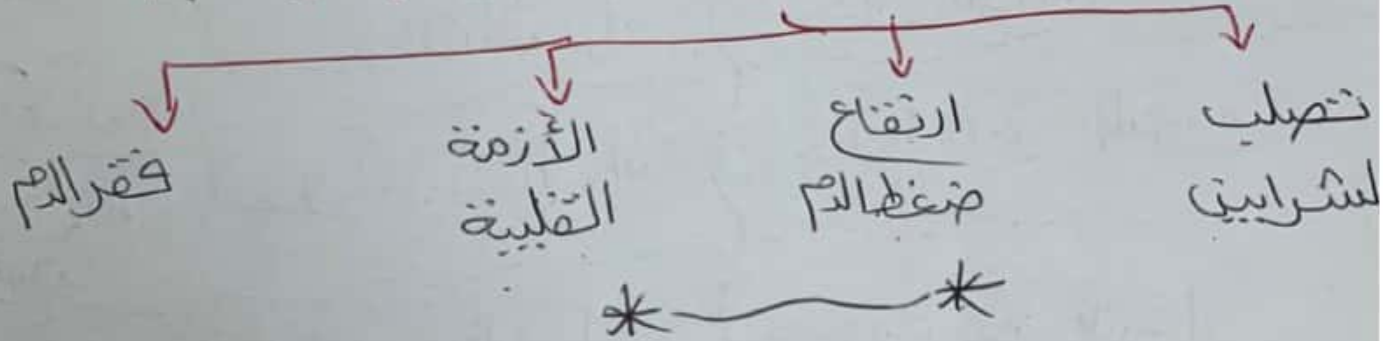 تصلب
لشرايين
ارتفاع
ضغط الدم
الأزمة
القلبية
فقر الدم